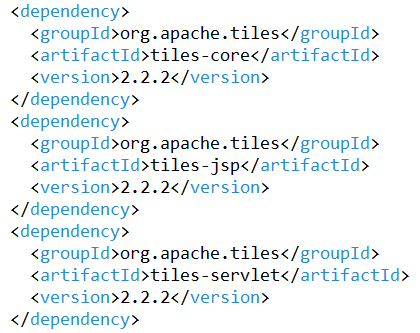 <dependency>
  <groupId>org.apache.tiles</groupId>
  <artifactId>tiles-core</artifactId>
  <version>2.2.2</version>
</dependency>
<dependency>
  <groupId>org.apache.tiles</groupId>
  <artifactId>tiles-jsp</artifactId>
  <version>2.2.2</version>
</dependency>
<dependency>
  <groupId>org.apache.tiles</groupId>
  <artifactId>tiles-servlet</artifactId>
  <version>2.2.2</version>
</dependency>